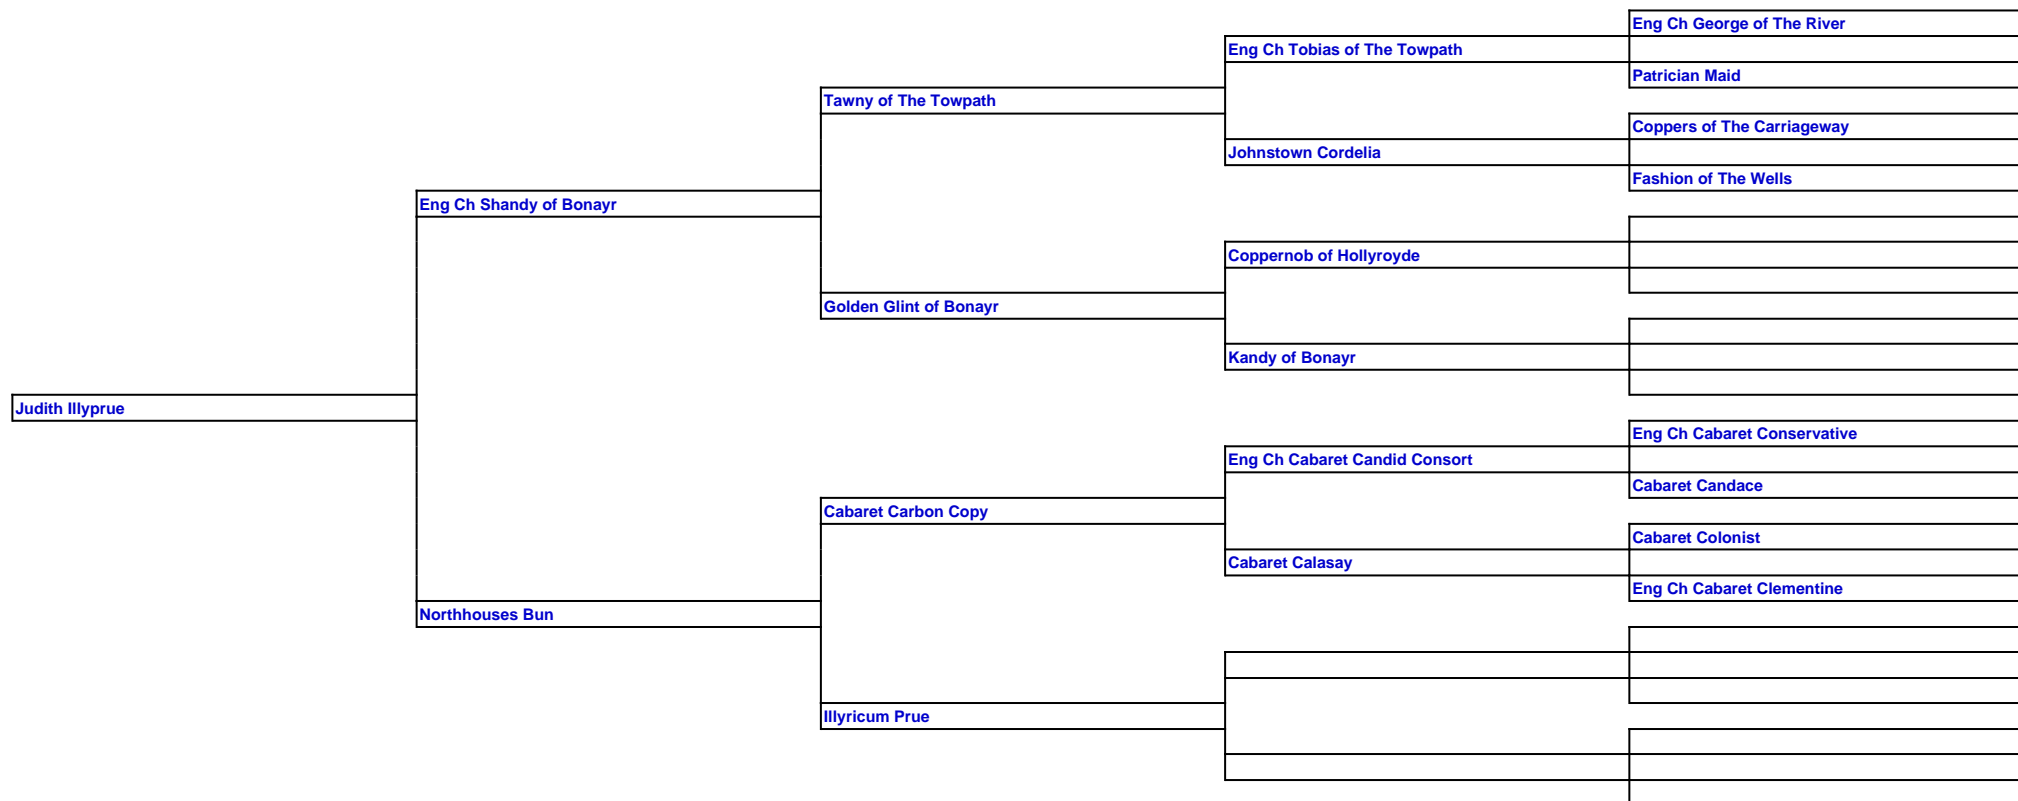 Eng Ch George of The River
Eng Ch Tobias of The Towpath
Patrician Maid
Tawny of The Towpath
Coppers of The Carriageway
Johnstown Cordelia
Fashion of The Wells
Eng Ch Shandy of Bonayr
Coppernob of Hollyroyde
Golden Glint of Bonayr
Kandy of Bonayr
Judith Illyprue
Eng Ch Cabaret Conservative
Eng Ch Cabaret Candid Consort
Cabaret Candace
Cabaret Carbon Copy
Cabaret Colonist
Cabaret Calasay
Eng Ch Cabaret Clementine
Northhouses Bun
Illyricum Prue